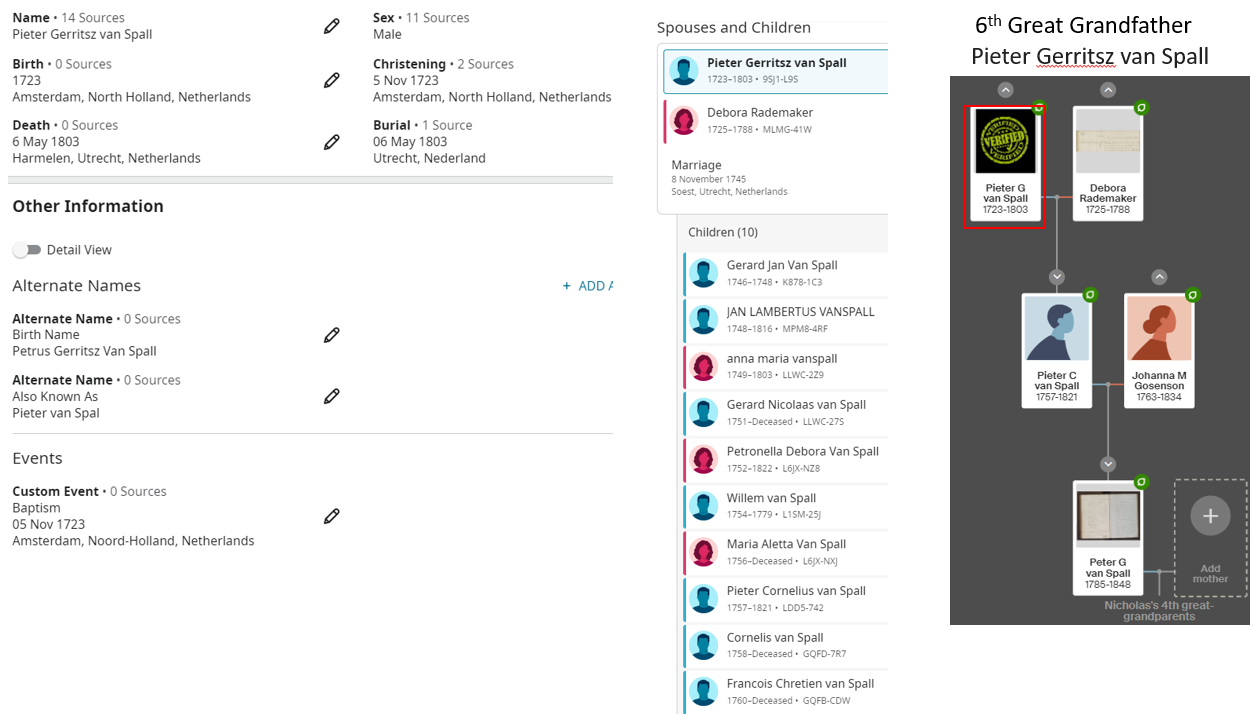 Name • 14 Sources
Pieter Gerritsz van Spall
Sex • 11 Sources
Male
Birth • 0 Sources
1723
Amsterdam, North Holland, Netherlands
Christening • 2 Sources
5 Nov 1723
Amsterdam, North Holland, Netherlands
Death • 0 Sources
6 May 1803
Harmelen, Utrecht, Netherlands
Burial • 1 Source
06 May 1803
Utrecht, Nederland
Other Information
Detail View
Alternate Names
+ ADD A
Alternate Name • 0 Sources
Birth Name
Petrus Gerritsz Van Spall
Alternate Name • 0 Sources
Also Known As
Pieter van Spal
Events
Custom Event • 0 Sources
Baptism
05 Nov 1723
Amsterdam, Noord-Holland, Netherlands
Spouses and Children
Pieter Gerritsz van Spall
1723–1803 • 9SJ1-L9S
Debora Rademaker
1725–1788 • MLMG-41W
Marriage
8 November 1745
Soest, Utrecht, Netherlands
Children (10)
Gerard Jan Van Spall
1746–1748 • K878-1C3
JAN LAMBERTUS VANSPALL
1748–1816 • MPM8-4RF
anna maria vanspall
1749–1803 • LLWC-2Z9
Gerard Nicolaas van Spall
1751–Deceased • LLWC-27S
Petronella Debora Van Spall
1752–1822 • L6JX-NZ8
Willem van Spall
1754–1779 • L1SM-25J
Maria Aletta Van Spall
1756–Deceased • L6JX-NXJ
Pieter Cornelius van Spall
1757–1821 • LDD5-742
Cornelis van Spall
1758–Deceased • GQFD-7R7
Francois Chretien van Spall
1760–Deceased • GQFB-CDW
6th Great Grandfather
Pieter Gerritsz van Spall
VERIFIED
VERIFIED
VERIFIED
Pieter G
van Spall
1723-1803
Debora
Rademaker
1725-1788
Pieter C
van Spall
1757-1821
Johanna M
Gosenson
1763-1834
Peter G
van Spall
1785-1848
Add
mother
Nicholas's 4th great-
grandparents